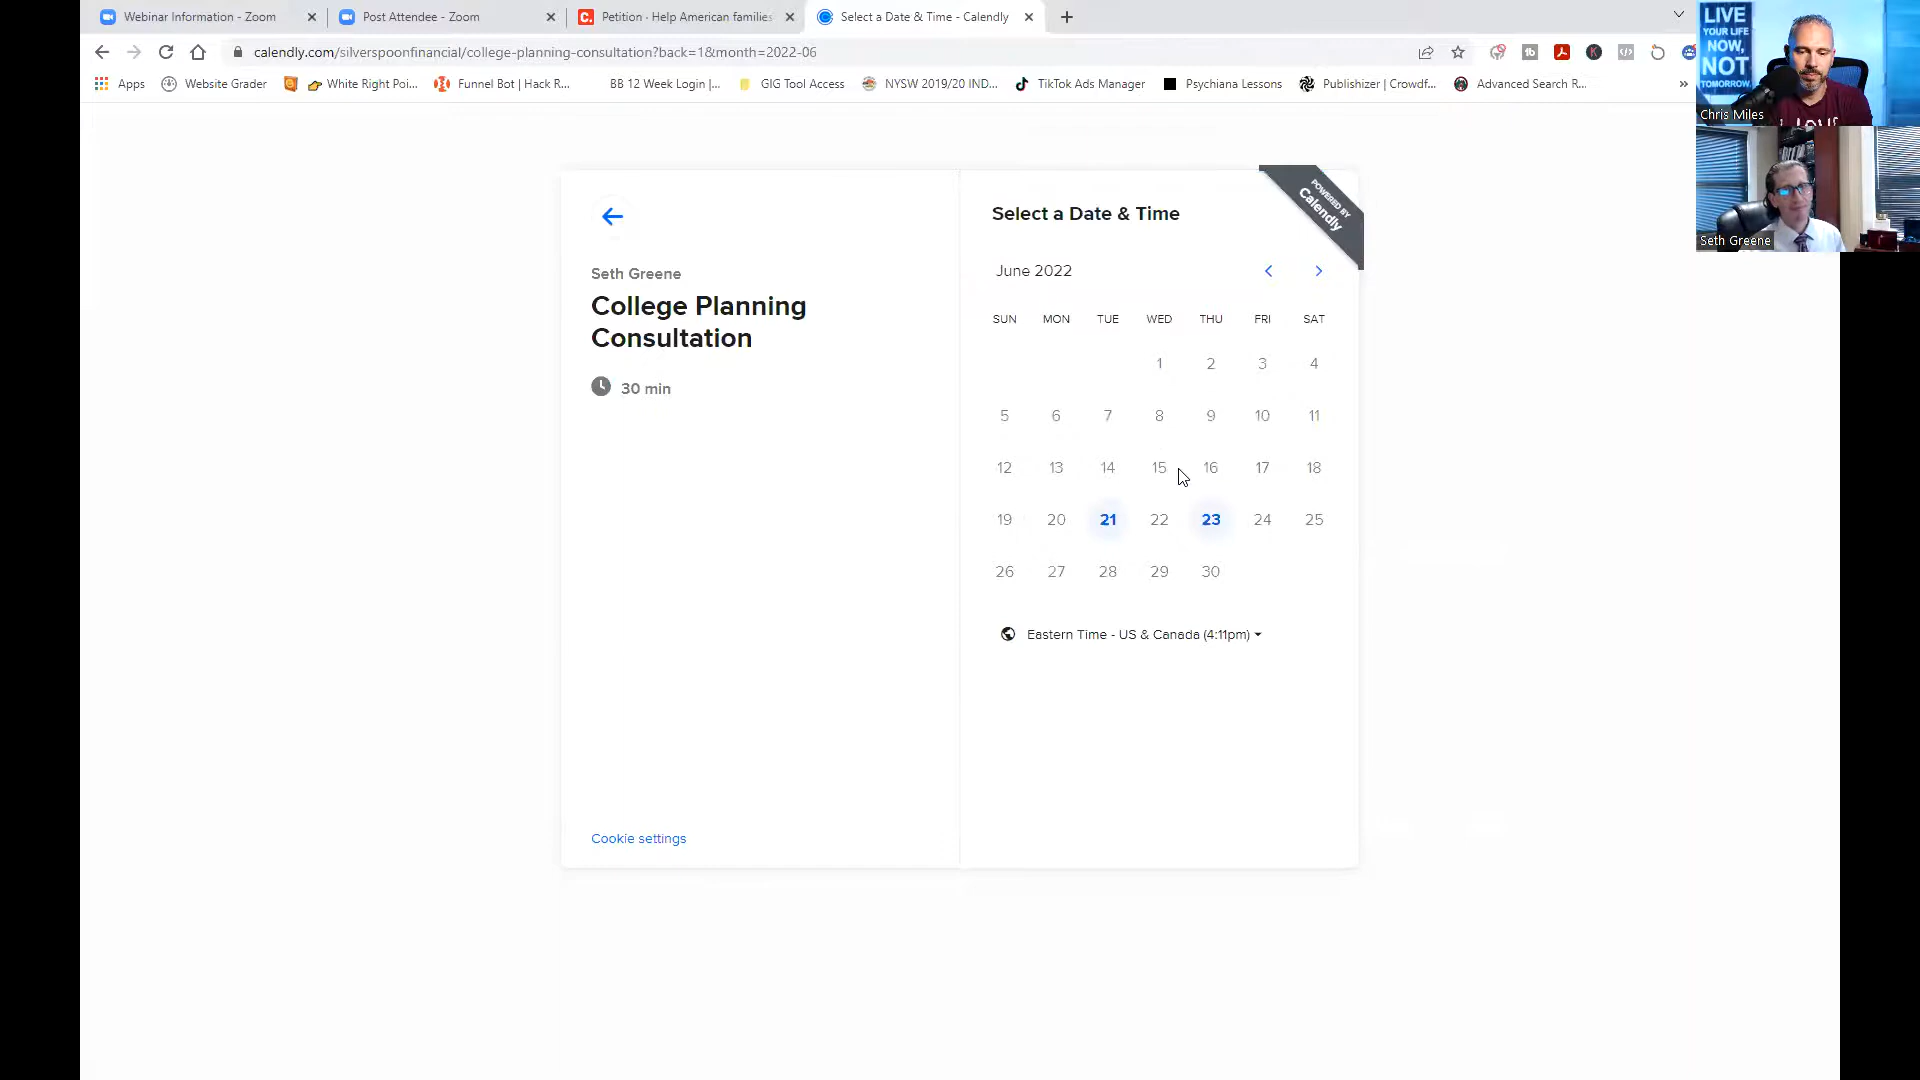 Webinar Information - Zoom
Post Attendee - Zoom
Petition · Help American families
Select a Date & Time - Calendly
calendly.com/silverspoonfinancial/college-planning-consultation?back=1&month=2022-06
Apps
Website Grader
White Right Poi...
Funnel Bot | Hack R...
BB 12 Week Login |...
GIG Tool Access
NYSW 2019/20 IND...
TikTok Ads Manager
Psychiana Lessons
Publishizer | Crowdf...
Advanced Search R...
LIVE
YOUR LIFE
NOW,
NOT
TOMORROW.
Chris Miles
Seth Greene
Seth Greene
College Planning
Consultation
30 min
Cookie settings
Select a Date & Time
POWERED BY
Calendly
June 2022
SUN MON TUE WED THU FRI SAT
1 2 3 4
5 6 7 8 9 10 11
12 13 14 15 16 17 18
19 20 21 22 23 24 25
26 27 28 29 30
Eastern Time - US & Canada (4:11pm)